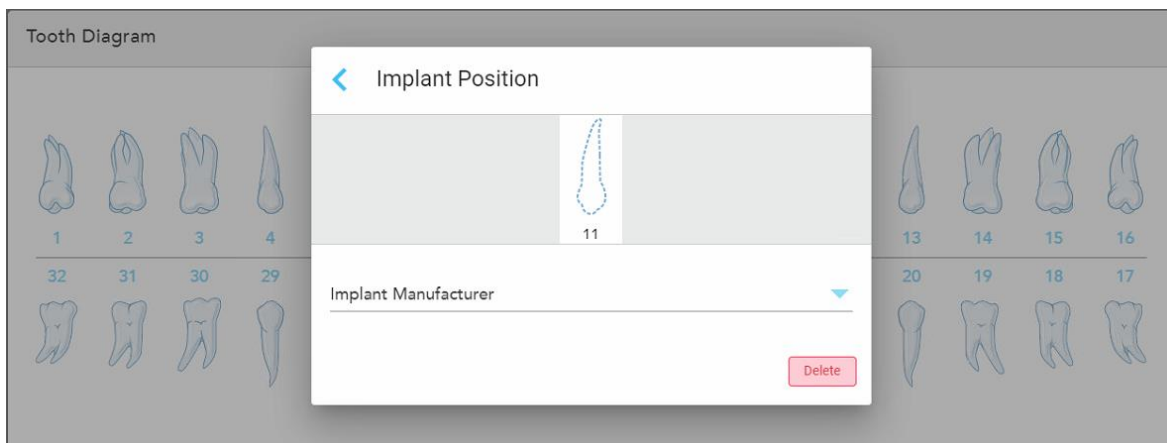 Tooth Diagram
Implant Position
11
1 2 3 4 13 14 15 16
32 31 30 29 20 19 18 17
Implant Manufacturer
Delete